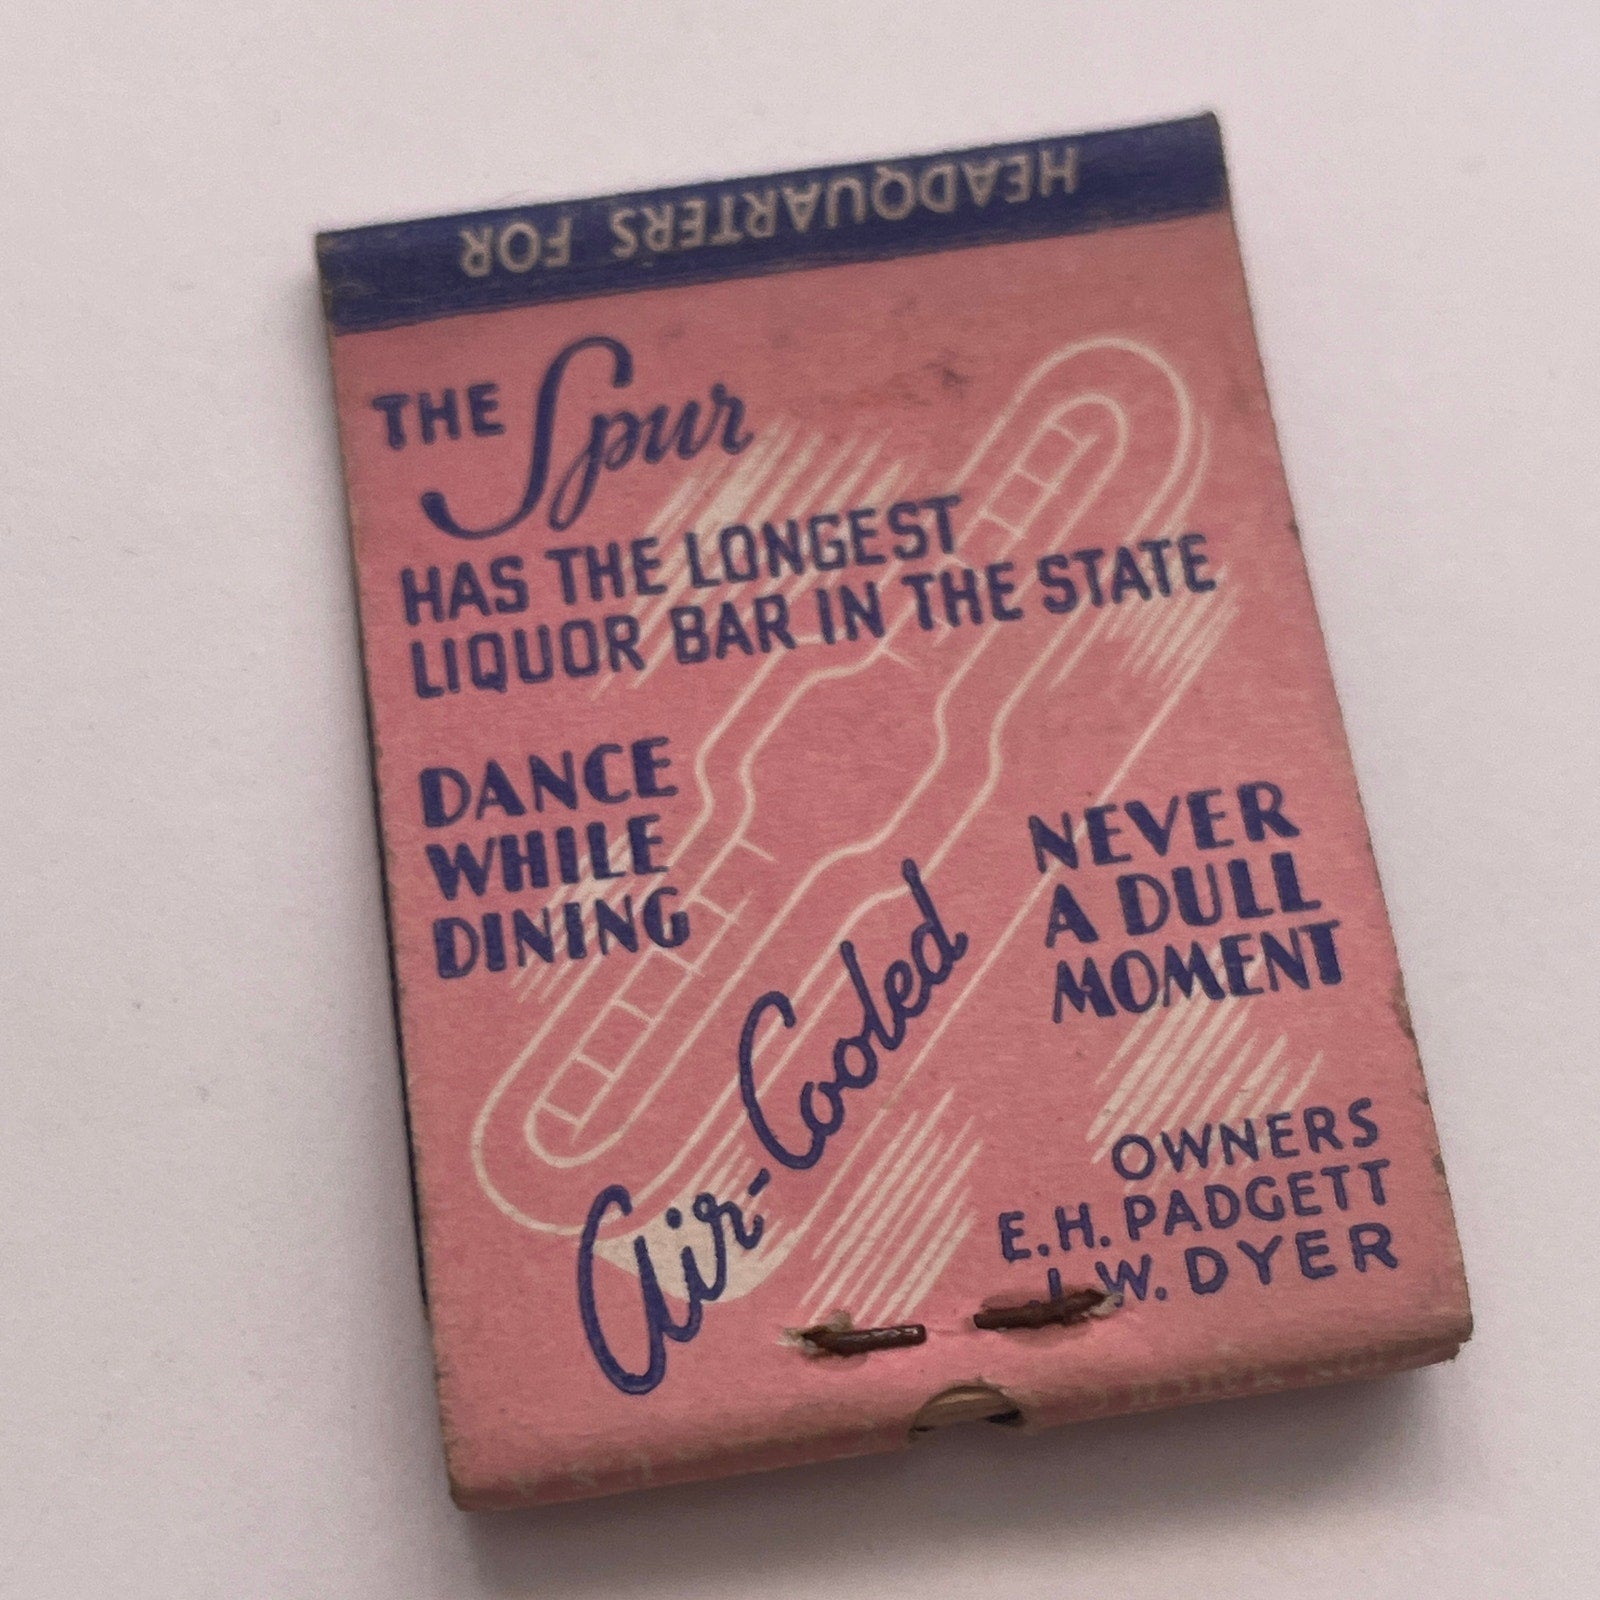 HEADQUARTERS FOR
THE Spur
HAS THE LONGEST
LIQUOR BAR IN THE STATE
DANCE
WHILE
DINING
NEVER
A DULL
MOMENT
Air-Cooled
OWNERS
E.H. PADGETT
W. DYER
U.S.A.